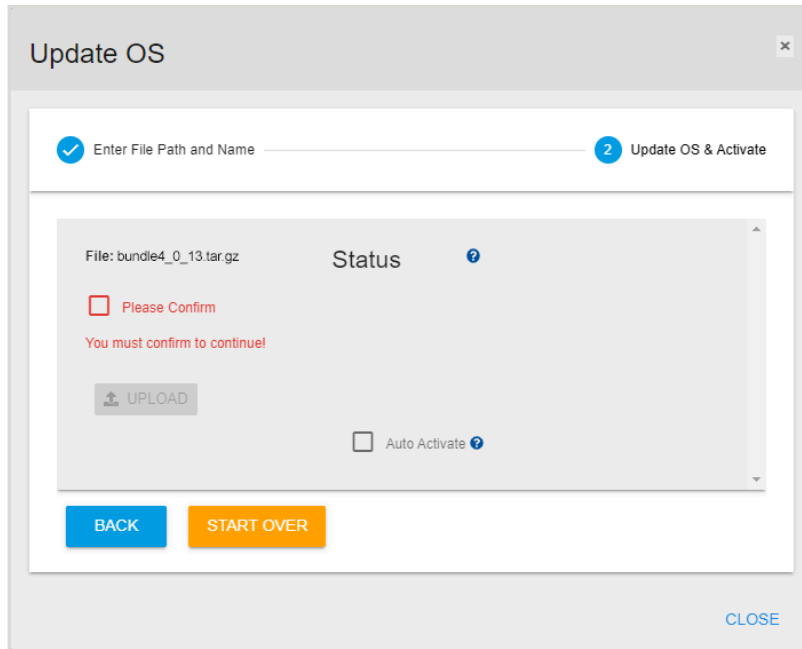 Update OS
×
Enter File Path and Name
2 Update OS & Activate
File: bundle4_0_13.tar.gz
Status ?
Please Confirm
You must confirm to continue!
UPLOAD
Auto Activate ?
BACK
START OVER
CLOSE